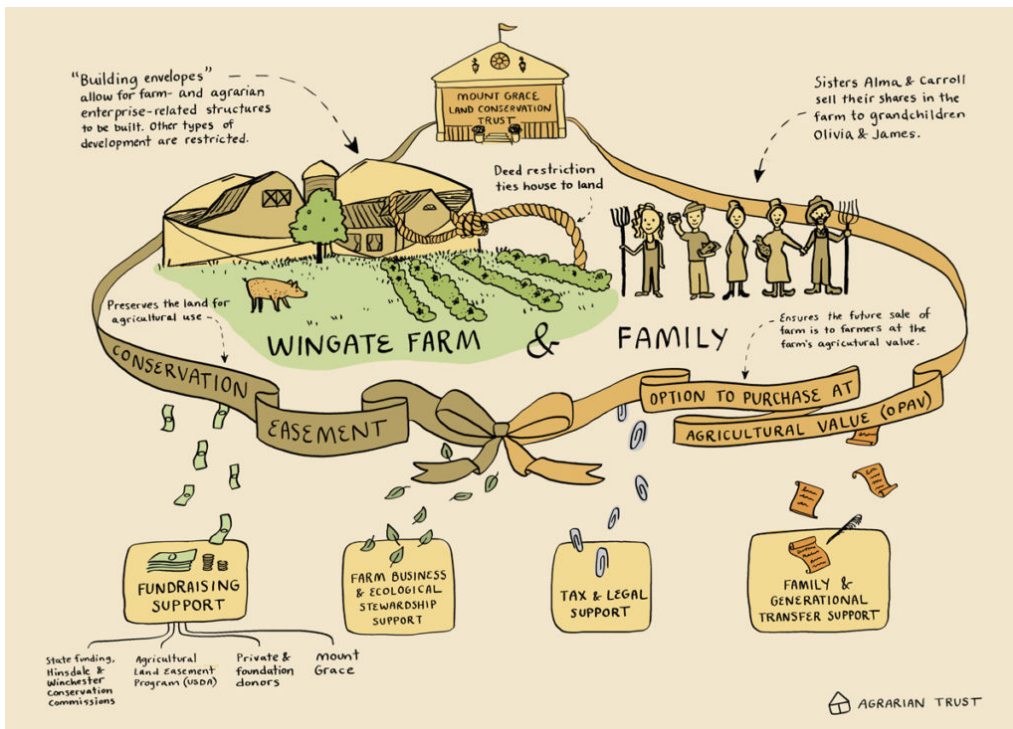 "Building envelopes"
allow for farm- and agrarian
enterprise-related structures
to be built. Other types of
development are restricted.
MOUNT GRACE
LAND CONSERVATION
TRUST
Sisters Alma & Carroll
sell their shares in the
farm to grandchildren
Olivia & James.
Deed restriction
ties house to land
Preserves the land for
agricultural use
WINGATE FARM & FAMILY
Ensures the future sale of
farm is to farmers at the
farm's agricultural value.
CONSERVATION
EASEMENT
OPTION TO PURCHASE AT
AGRICULTURAL VALUE (OPAV)
FUNDRAISING
SUPPORT
FARM BUSINESS
& ECOLOGICAL
STEWARDSHIP
SUPPORT
TAX & LEGAL
SUPPORT
FAMILY &
GENERATIONAL
TRANSFER SUPPORT
State funding,
Hinsdale &
Winchester
Conservation
Commissions
Agricultural
Land Easement
Program (USDA)
Private &
foundation
donors
Mount
Grace
AGRARIAN TRUST